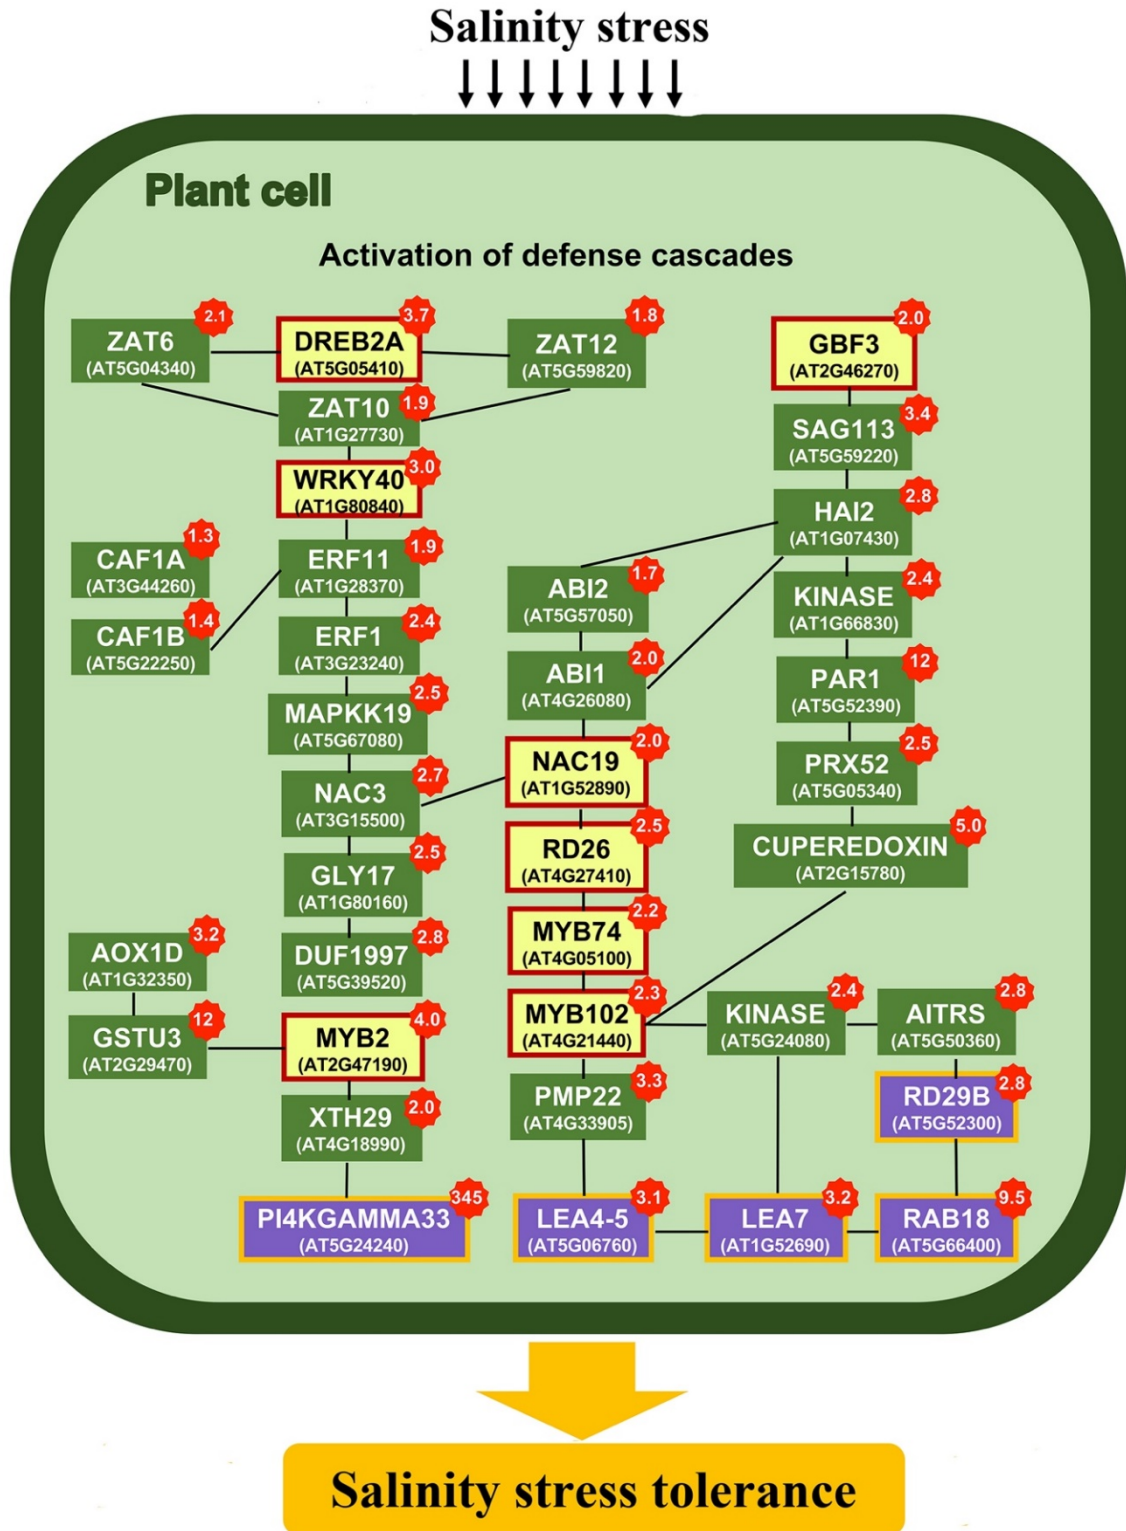 Salinity stress
Plant cell
Activation of defense cascades
2.1
ZAT6
(AT5G04340)
3.7
DREB2A
(AT5G05410)
1.8
ZAT12
(AT5G59820)
2.0
GBF3
(AT2G46270)
1.9
ZAT10
(AT1G27730)
3.4
SAG113
(AT5G59220)
3.0
WRKY40
(AT1G80840)
2.8
HAI2
(AT1G07430)
1.3
CAF1A
(AT3G44260)
1.9
ERF11
(AT1G28370)
1.7
ABI2
(AT5G57050)
2.4
KINASE
(AT1G66830)
1.4
CAF1B
(AT5G22250)
2.4
ERF1
(AT3G23240)
2.0
ABI1
(AT4G26080)
12
PAR1
(AT5G52390)
2.5
MAPKK19
(AT5G67080)
2.0
NAC19
(AT1G52890)
2.5
PRX52
(AT5G05340)
2.7
NAC3
(AT3G15500)
2.5
RD26
(AT4G27410)
5.0
CUPEREDOXIN
(AT2G15780)
2.5
GLY17
(AT1G80160)
2.2
MYB74
(AT4G05100)
3.2
AOX1D
(AT1G32350)
2.8
DUF1997
(AT5G39520)
2.3
MYB102
(AT4G21440)
2.4
KINASE
(AT5G24080)
2.8
AITRS
(AT5G50360)
12
GSTU3
(AT2G29470)
4.0
MYB2
(AT2G47190)
3.3
PMP22
(AT4G33905)
2.8
RD29B
(AT5G52300)
2.0
XTH29
(AT4G18990)
345
PI4KGAMMA33
(AT5G24240)
3.1
LEA4-5
(AT5G06760)
3.2
LEA7
(AT1G52690)
9.5
RAB18
(AT5G66400)
Salinity stress tolerance